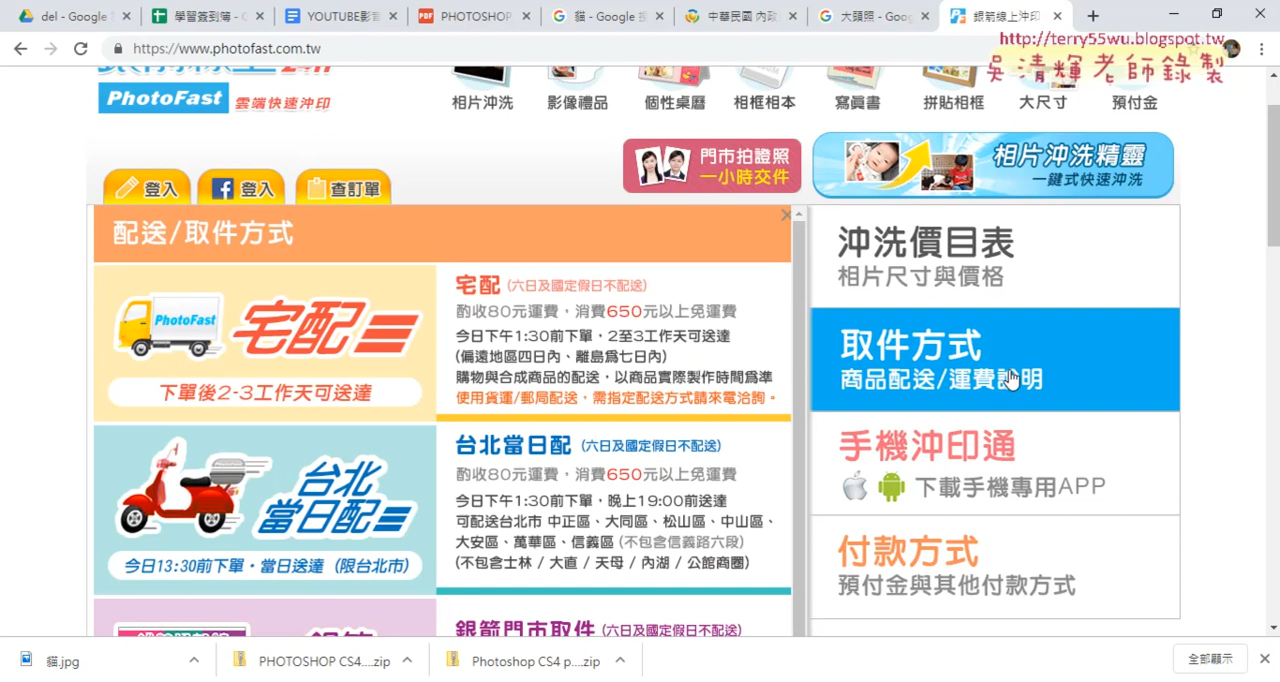 del - Google
學習簽到簿 - G
YOUTUBE影音
PHOTOSHOP
貓 - Google 搜
中華民國 內政
大頭照 - Goog
銀箭線上沖印
https://www.photofast.com.tw
http://terry55wu.blogspot.tw
吳清輝老師錄製
PhotoFast 雲端快速沖印
相片沖洗
影像禮品
個性桌曆
相框相本
寫真書
拼貼相框
大尺寸
預付金
門市拍證照
一小時交件
相片沖洗精靈
一鍵式快速沖洗
登入
登入
查訂單
配送/取件方式
PhotoFast
宅配
下單後2-3工作天可送達
宅配 (六日及國定假日不配送)
酌收80元運費，消費650元以上免運費
今日下午1:30前下單，2至3工作天可送達
(偏遠地區四日內、離島為七日內)
購物與合成商品的配送，以商品實際製作時間為準
使用貨運/郵局配送，需指定配送方式請來電洽詢。
台北
當日配
今日13:30前下單，當日送達 (限台北市)
台北當日配 (六日及國定假日不配送)
酌收80元運費，消費650元以上免運費
今日下午1:30前下單，晚上19:00前送達
可配送台北市 中正區、大同區、松山區、中山區、
大安區、萬華區、信義區 (不包含信義路六段)
(不包含士林 / 大直 / 天母 / 內湖 / 公館商圈)
銀箭門市取件 (六日及國定假日不配送)
沖洗價目表
相片尺寸與價格
取件方式
商品配送/運費說明
手機沖印通
下載手機專用APP
付款方式
預付金與其他付款方式
貓.jpg
PHOTOSHOP CS4....zip
Photoshop CS4 p....zip
全部顯示